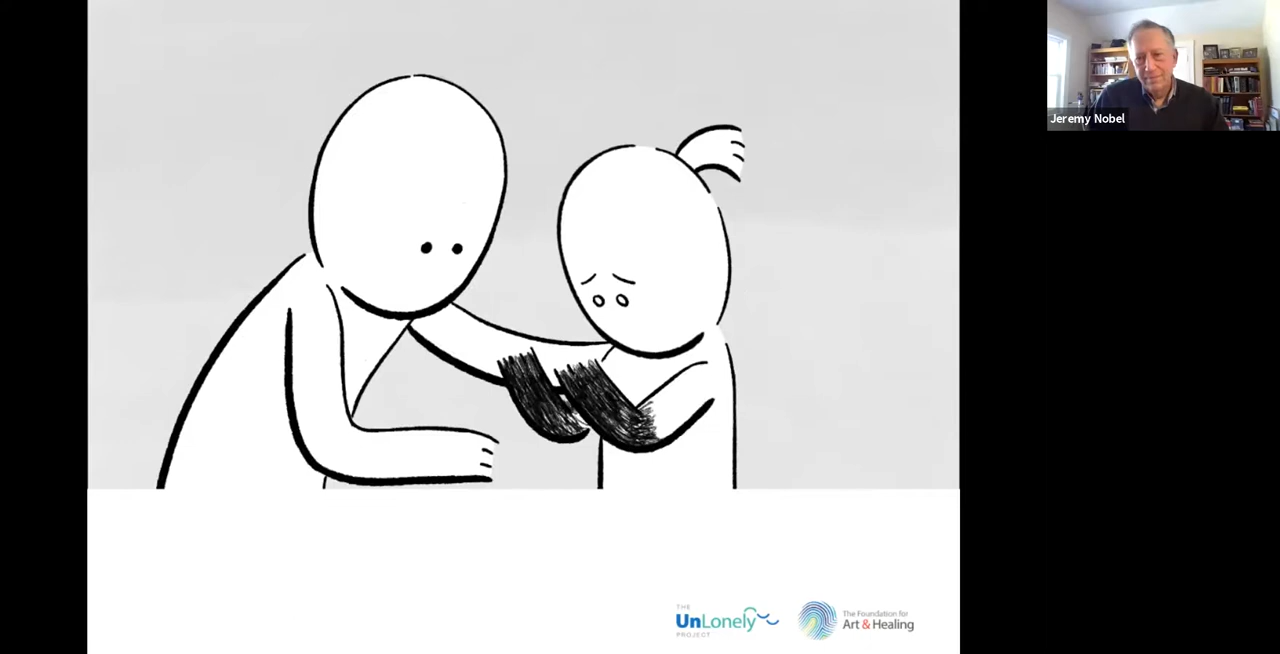 Jeremy Nobel
THE
UnLonely
PROJECT
The Foundation for
Art & Healing